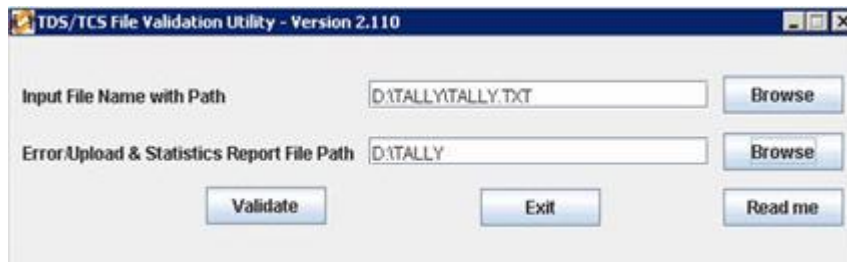 TDS/TCS File Validation Utility - Version 2.110
Input File Name with Path D:\TALLY\TALLY.TXT Browse
Error/Upload & Statistics Report File Path D:\TALLY Browse
Validate Exit Read me